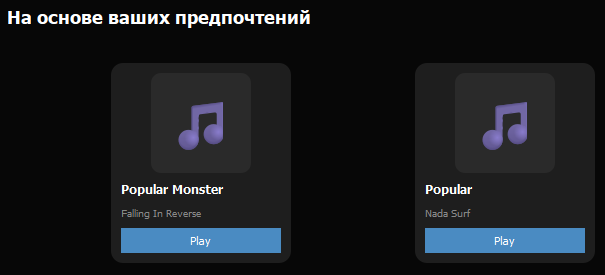 На основе ваших предпочтений
Popular Monster
Falling In Reverse
Play
Popular
Nada Surf
Play